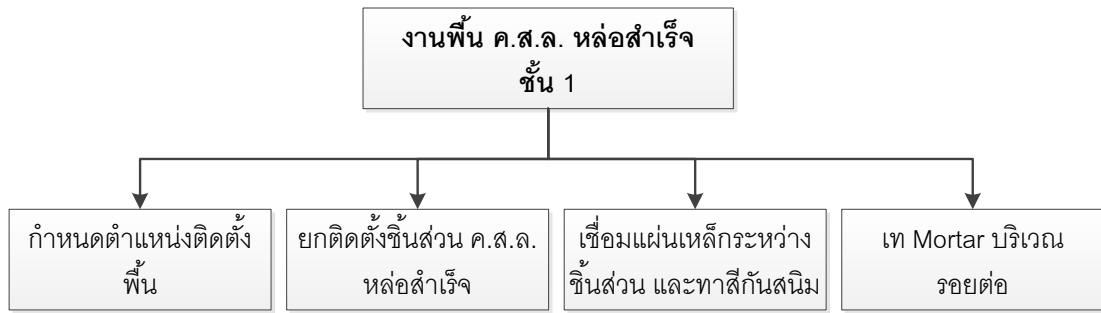 งานพื้น ค.ส.ล. หล่อสำเร็จ
ชั้น 1
กำหนดตำแหน่งติดตั้ง
พื้น
ยกติดตั้งชิ้นส่วน ค.ส.ล.
หล่อสำเร็จ
เชื่อมแผ่นเหล็กระหว่าง
ชิ้นส่วน และทาสีกันสนิม
เท Mortar บริเวณ
รอยต่อ